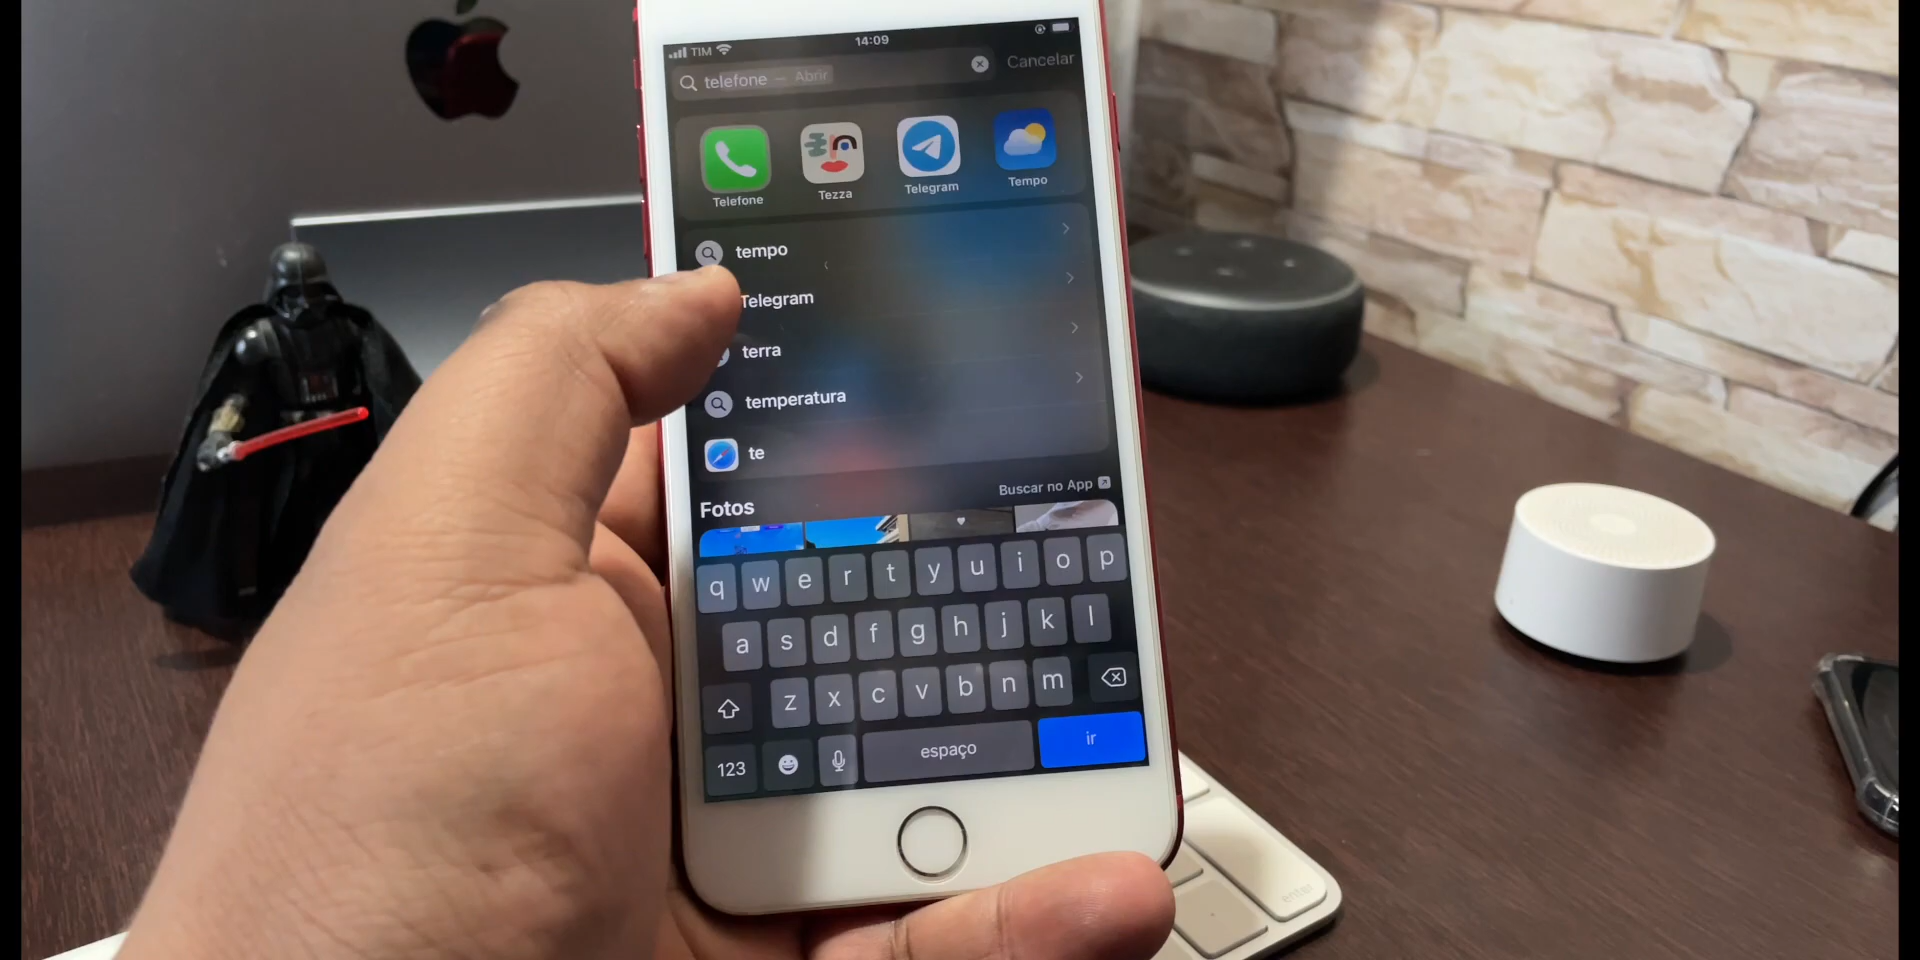 TIM 14:09
telefone — Abrir Cancelar
Telefone Tezza Telegram Tempo
tempo
Telegram
terra
temperatura
te
Fotos Buscar no App
q w e r t y u i o p
a s d f g h j k l
z x c v b n m
123 espaço ir
enter